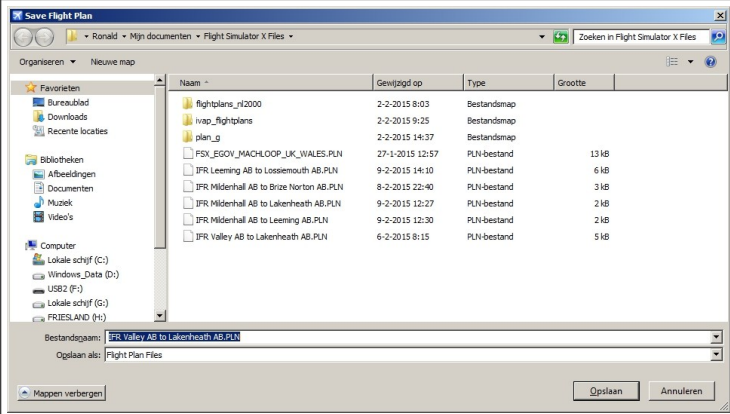 Save Flight Plan
Ronald Mijn documenten Flight Simulator X Files
Zoeken in Flight Simulator X Files
Organiseren Nieuwe map
Favorieten
Bureaublad
Downloads
Recente locaties
Bibliotheken
Afbeeldingen
Documenten
Muziek
Video's
Computer
Lokale schijf (C:)
Windows_Data (D:)
USB2 (F:)
Lokale schijf (G:)
FRIESLAND (H:)
Naam Gewijzigd op Type Grootte
flightplans_nl2000 2-2-2015 8:03 Bestandsmap
ivap_flightplans 2-2-2015 9:25 Bestandsmap
plan_g 2-2-2015 14:37 Bestandsmap
FSX_EGOV_MACHLOOP_UK_WALES.PLN 27-1-2015 12:57 PLN-bestand 13 kB
IFR Leeming AB to Lossiemouth AB.PLN 9-2-2015 14:10 PLN-bestand 6 kB
IFR Mildenhall AB to Brize Norton AB.PLN 8-2-2015 22:40 PLN-bestand 3 kB
IFR Mildenhall AB to Lakenheath AB.PLN 9-2-2015 12:27 PLN-bestand 2 kB
IFR Mildenhall AB to Leeming AB.PLN 9-2-2015 12:30 PLN-bestand 2 kB
IFR Valley AB to Lakenheath AB.PLN 6-2-2015 8:15 PLN-bestand 5 kB
Bestandsnaam: IFR Valley AB to Lakenheath AB.PLN
Opslaan als: Flight Plan Files
Mappen verbergen
Opslaan
Annuleren